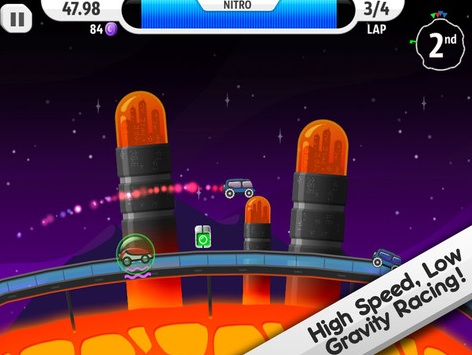 47.98
NITRO
3/4
84
LAP
2nd
High Speed, Low
Gravity Racing!